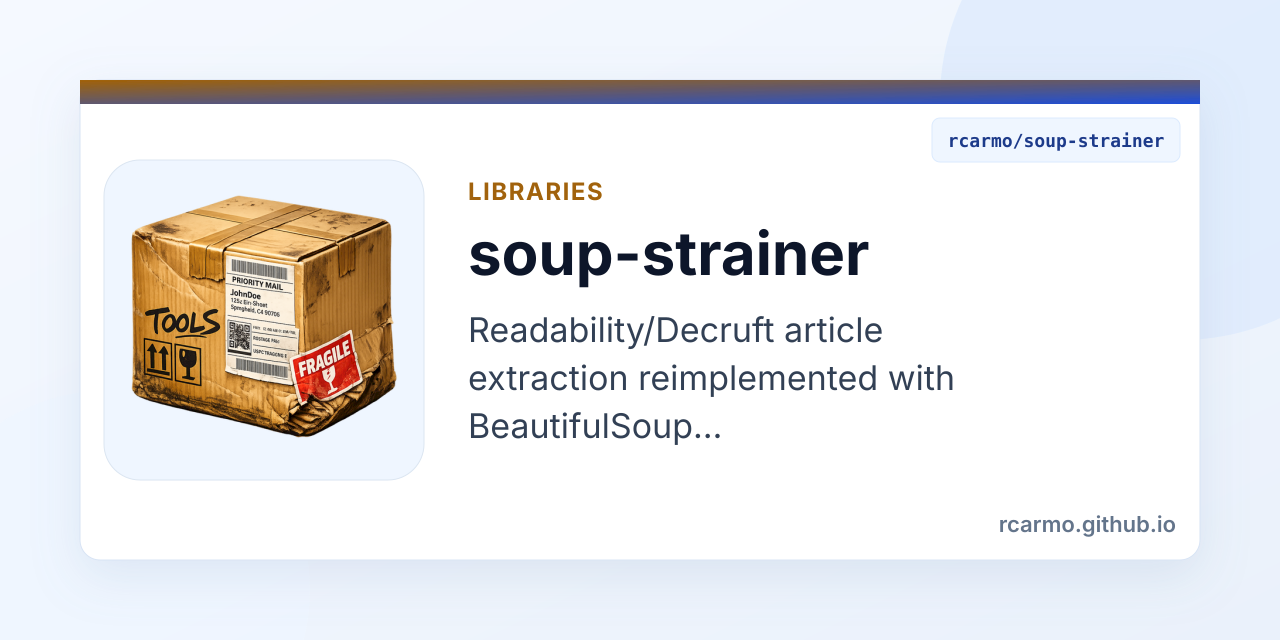 rcarmo/soup-strainer
LIBRARIES
soup-strainer
Readability/Decruft article
extraction reimplemented with
BeautifulSoup...
PRIORITY MAIL
JohnDoe
TOOLS
FRAGILE
rcarmo.github.io